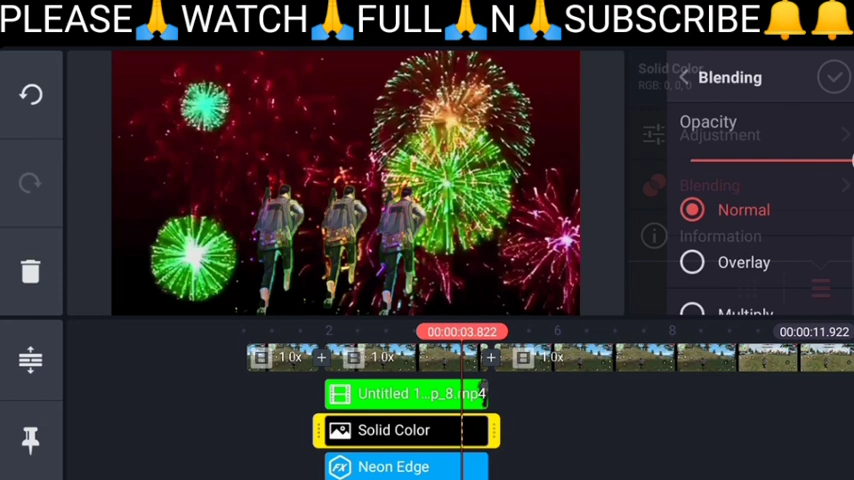 PLEASE🙏WATCH🙏FULL🙏N🙏SUBSCRIBE🔔🔔
Solid Color
RGB: 0, 0, 0
Blending
Opacity
Adjustment
Blending
Normal
Information
Overlay
Multiply
2
00:00:03.822
6
8
00:00:11.922
1.0x
1.0x
1.0x
Untitled 1...p_8.mp4
Solid Color
FX
Neon Edge